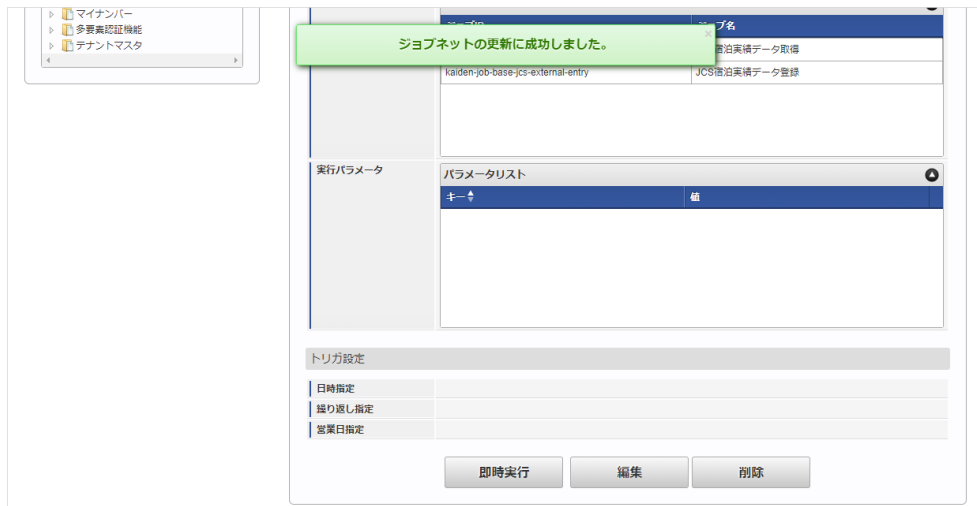 マイナンバー
多要素認証機能
テナントマスタ
ジョブネットの更新に成功しました。
×
宿泊実績データ取得
kaiden-job-base-jcs-external-entry
JCS宿泊実績データ登録
実行パラメータ
パラメータリスト
キー
値
トリガ設定
日時指定
繰り返し指定
営業日指定
即時実行
編集
削除